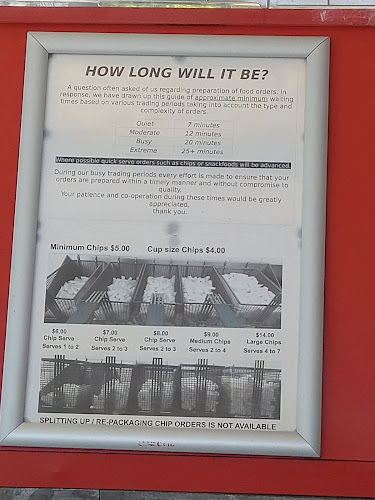 HOW LONG WILL IT BE?
A question often asked of us regarding preparation of food orders. In
response, we have drawn up this guide of approximate minimum waiting
times based on various trading periods taking into account the type and
complexity of orders.
Quiet 7 minutes
Moderate 12 minutes
Busy 20 minutes
Extreme 25+ minutes
Where possible quick serve orders such as chips or snackfoods will be advanced.
During our busy trading periods every effort is made to ensure that your
orders are prepared within a timely manner and without compromise to
quality.
Your patience and co-operation during these times would be greatly
appreciated,
thank you.
Minimum Chips $5.00 Cup size Chips $4.00
$6.00 $7.00 $8.00 $9.00 $14.00
Chip Serve Chip Serve Chip Serve Medium Chips Large Chips
Serves 1 to 2 Serves 2 to 3 Serves 2 to 3 Serves 2 to 4 Serves 4 to 7
SPLITTING UP / RE-PACKAGING CHIP ORDERS IS NOT AVAILABLE